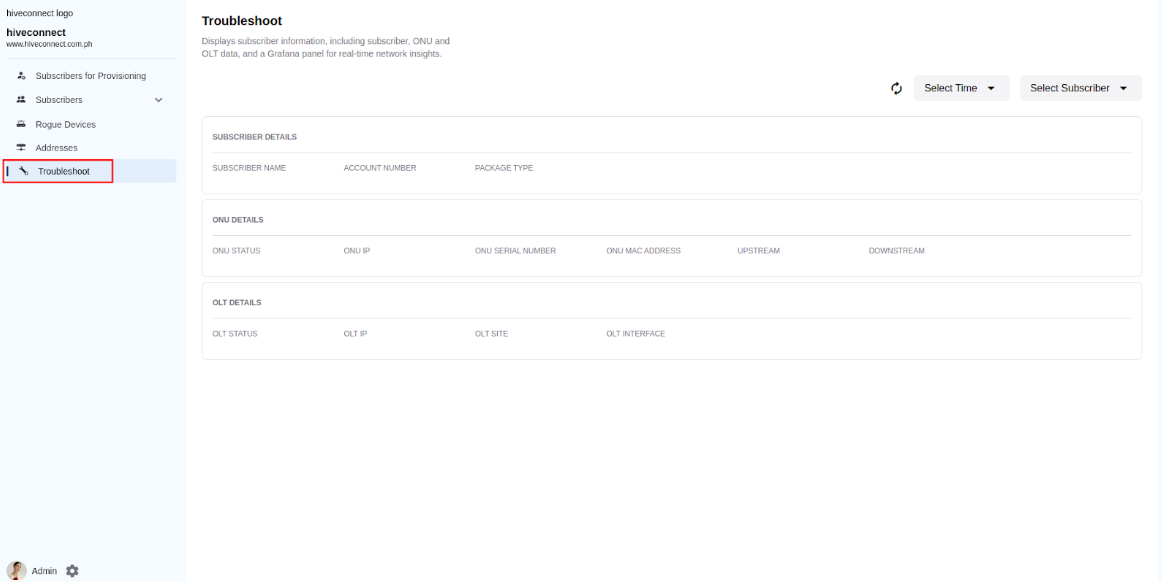 hiveconnect logo
hiveconnect
www.hiveconnect.com.ph
Subscribers for Provisioning
Subscribers
Rogue Devices
Addresses
Troubleshoot
Admin
Troubleshoot
Displays subscriber information, including subscriber, ONU and
OLT data, and a Grafana panel for real-time network insights.
Select Time
Select Subscriber
SUBSCRIBER DETAILS
SUBSCRIBER NAME ACCOUNT NUMBER PACKAGE TYPE
ONU DETAILS
ONU STATUS ONU IP ONU SERIAL NUMBER ONU MAC ADDRESS UPSTREAM DOWNSTREAM
OLT DETAILS
OLT STATUS OLT IP OLT SITE OLT INTERFACE